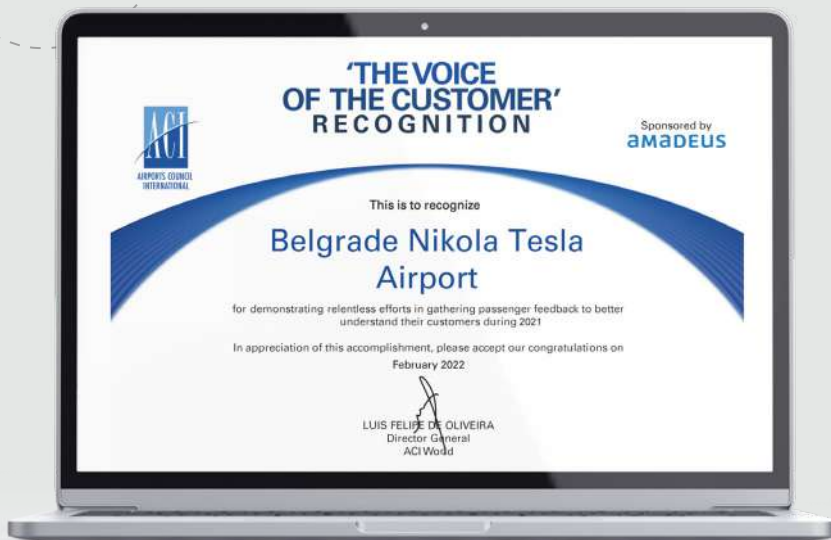 'THE VOICE
OF THE CUSTOMER'
RECOGNITION
ACI
AIRPORTS COUNCIL
INTERNATIONAL
Sponsored by
amadeus
This is to recognize
Belgrade Nikola Tesla
Airport
for demonstrating relentless efforts in gathering passenger feedback to better
understand their customers during 2021
In appreciation of this accomplishment, please accept our congratulations on
February 2022
LUIS FELIPE DE OLIVEIRA
Director General
ACI World